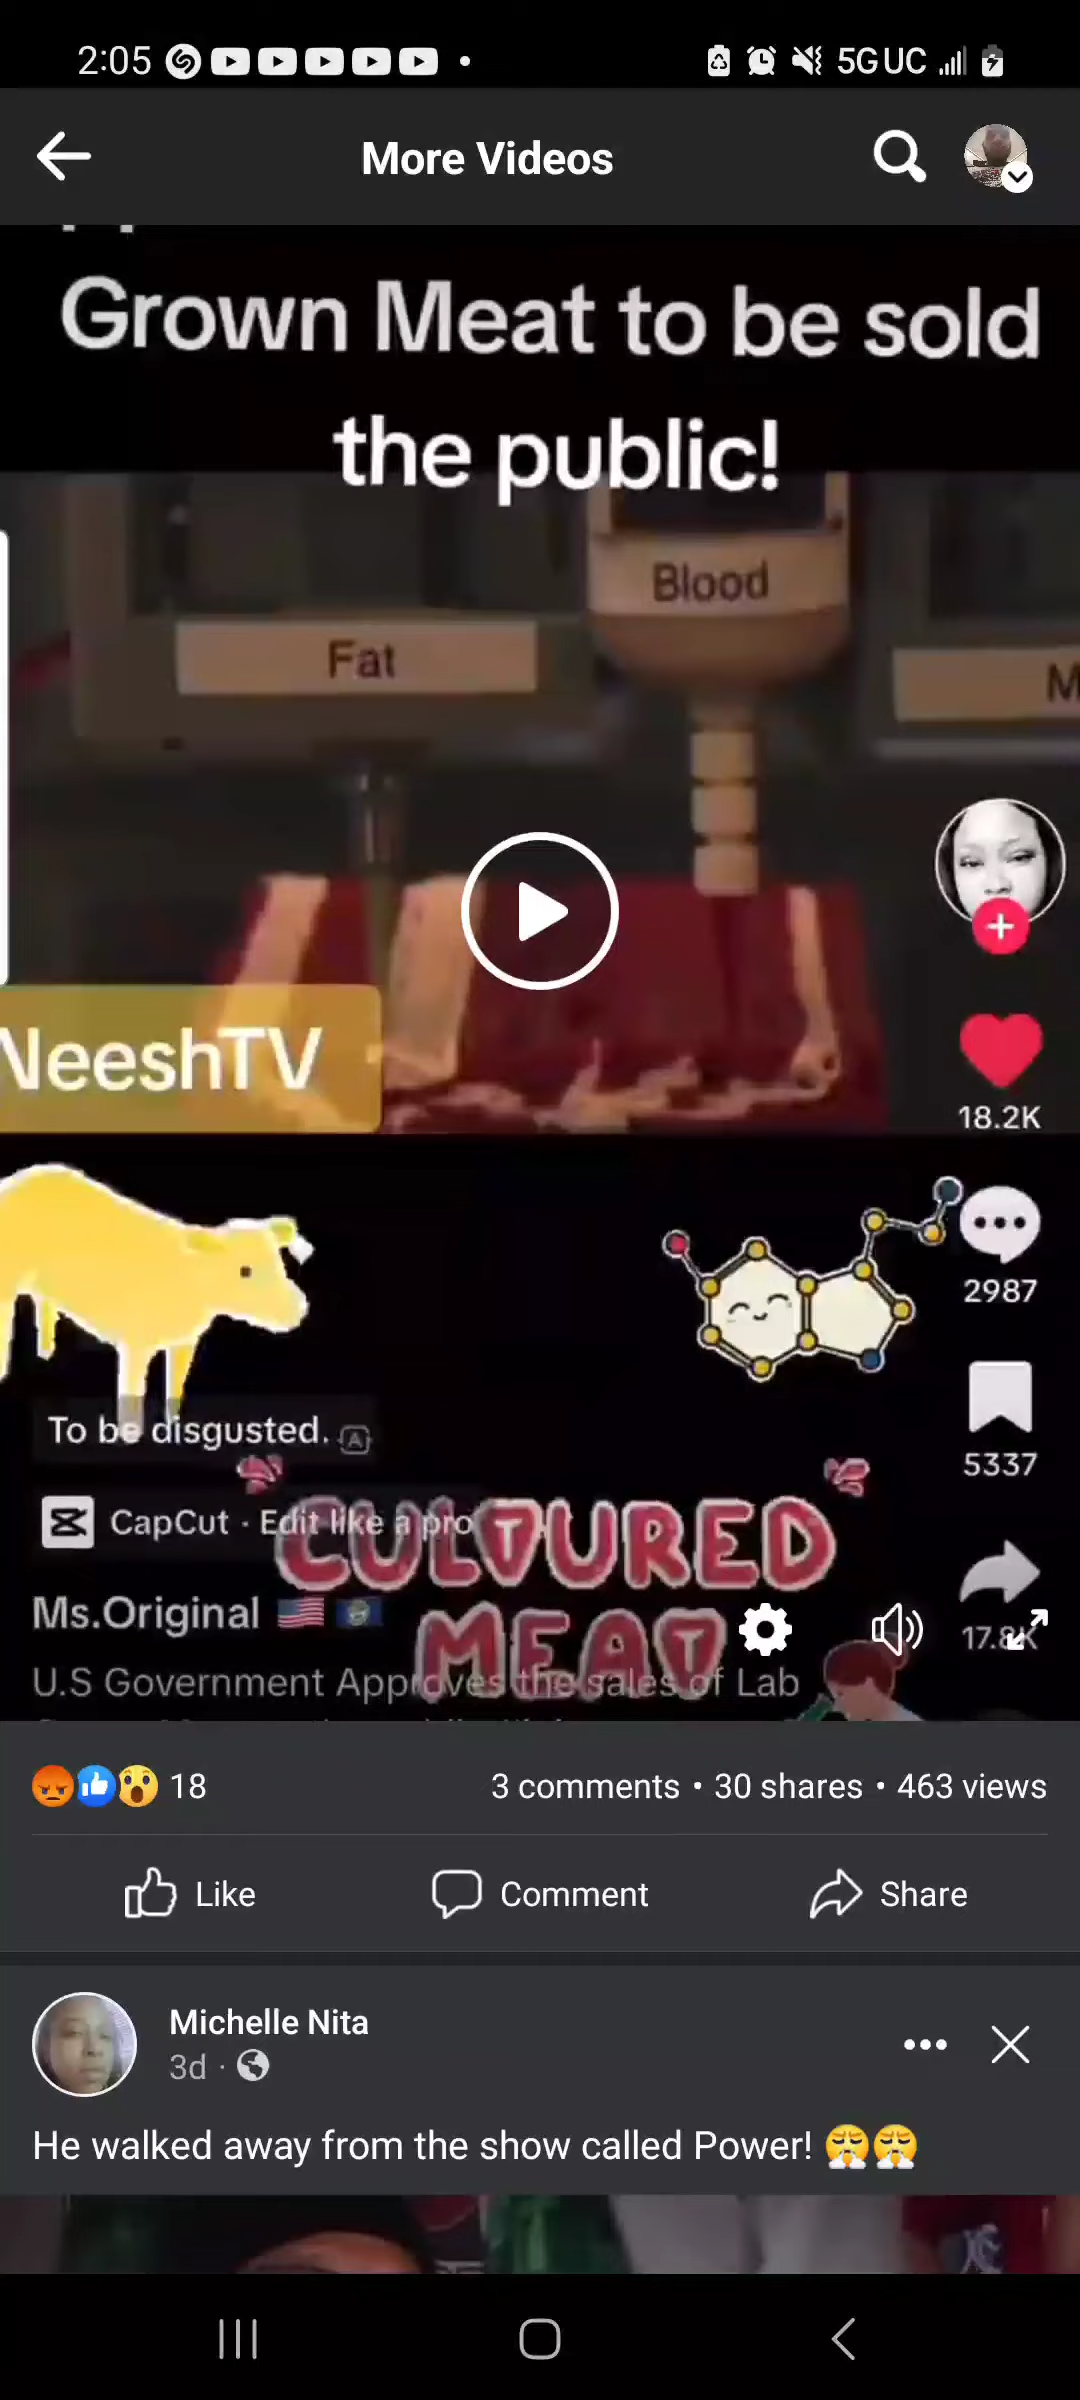 2:05
5G UC
More Videos
Grown Meat to be sold
the public!
Blood
Fat
M
NeeshTV
18.2K
2987
To be disgusted.
5337
CapCut · Edit like a pro
CULTURED
MEAT
Ms.Original
17.8K
U.S Government Approves the sales of Lab
18
3 comments • 30 shares • 463 views
Like
Comment
Share
Michelle Nita
3d ·
He walked away from the show called Power! 😤😤